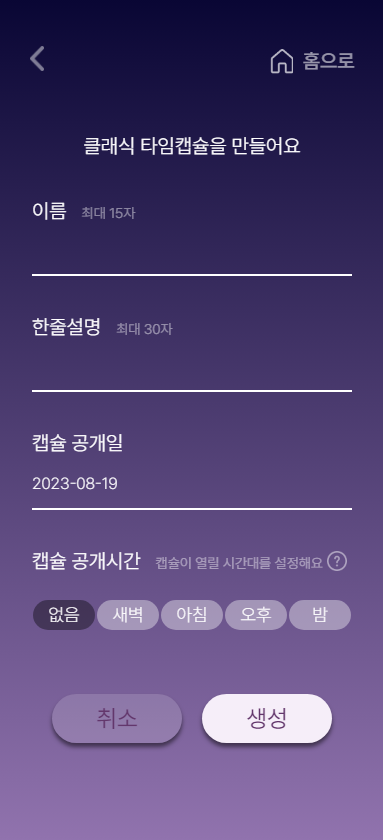 홈으로
클래식 타임캡슐을 만들어요
이름 최대 15자
한줄설명 최대 30자
캡슐 공개일
2023-08-19
캡슐 공개시간 캡슐이 열릴 시간대를 설정해요 ?
없음 새벽 아침 오후 밤
취소 생성